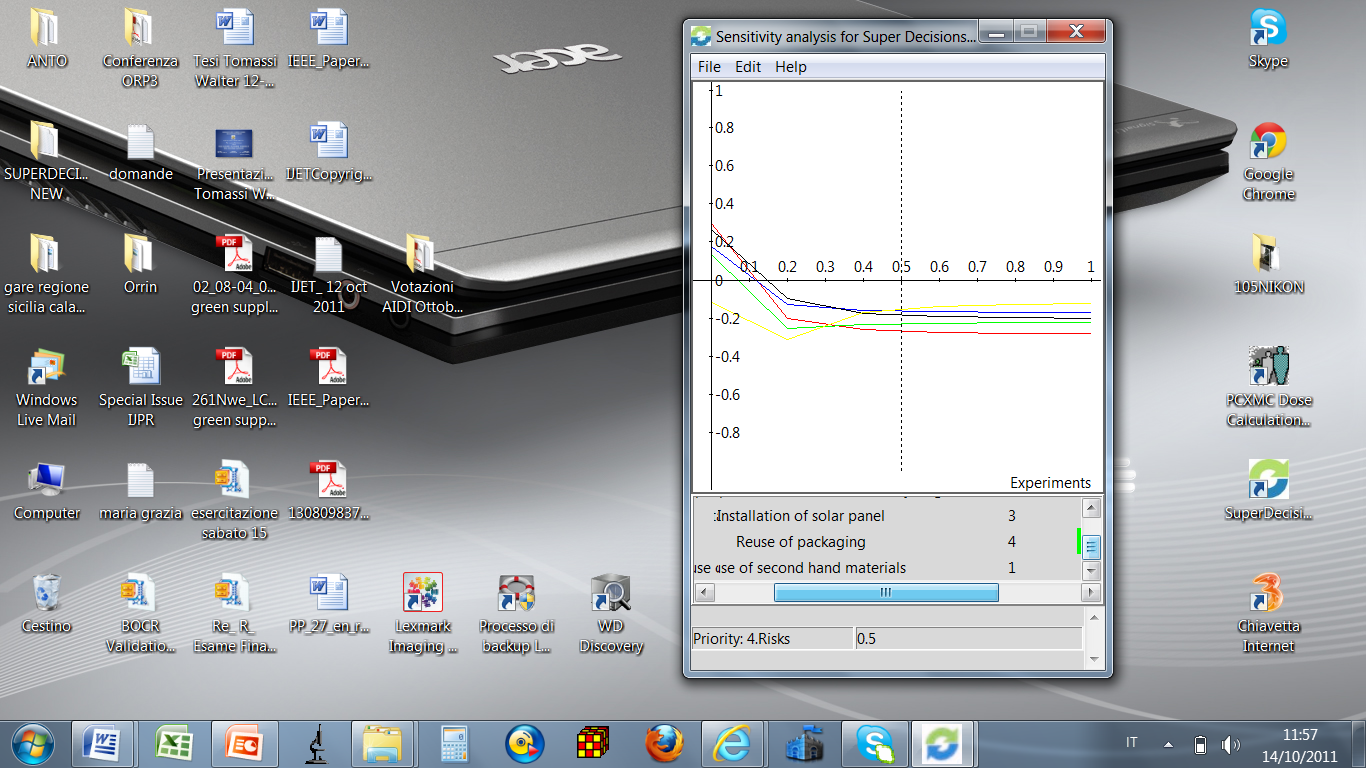 ANTO
Conferenza
ORP3
Tesi Tomassi
Walter 12-...
IEEE_Paper...
SUPERDECI...
NEW
domande
Presentazi...
Tomassi W...
IJETCopyrig...
gare regione
sicilia cala...
Orrin
02_08-04_0...
green suppl...
IJET_ 12 oct
2011
Votazioni
AIDI Ottob...
Windows
Live Mail
Special Issue
IJPR
261Nwe_LC...
green supp...
IEEE_Paper...
Computer
maria grazia
esercitazione
sabato 15
130809837...
Cestino
BOCR
Validatio...
Re_ R_
Esame Fina...
PP_27_en_r...
Lexmark
Imaging ...
Processo di
backup L...
WD
Discovery
acer
Sensitivity analysis for Super Decisions...
File Edit Help
1
0.8
0.6
0.4
0.2
0.1 0.2 0.3 0.4 0.5 0.6 0.7 0.8 0.9 1
0
-0.2
-0.4
-0.6
-0.8
Experiments
Installation of solar panel 3
Reuse of packaging 4
use of second hand materials 1
Priority: 4.Risks 0.5
Skype
Google
Chrome
105NIKON
PCXMC Dose
Calculation...
SuperDecisi...
Chiavetta
Internet
IT
11:57
14/10/2011